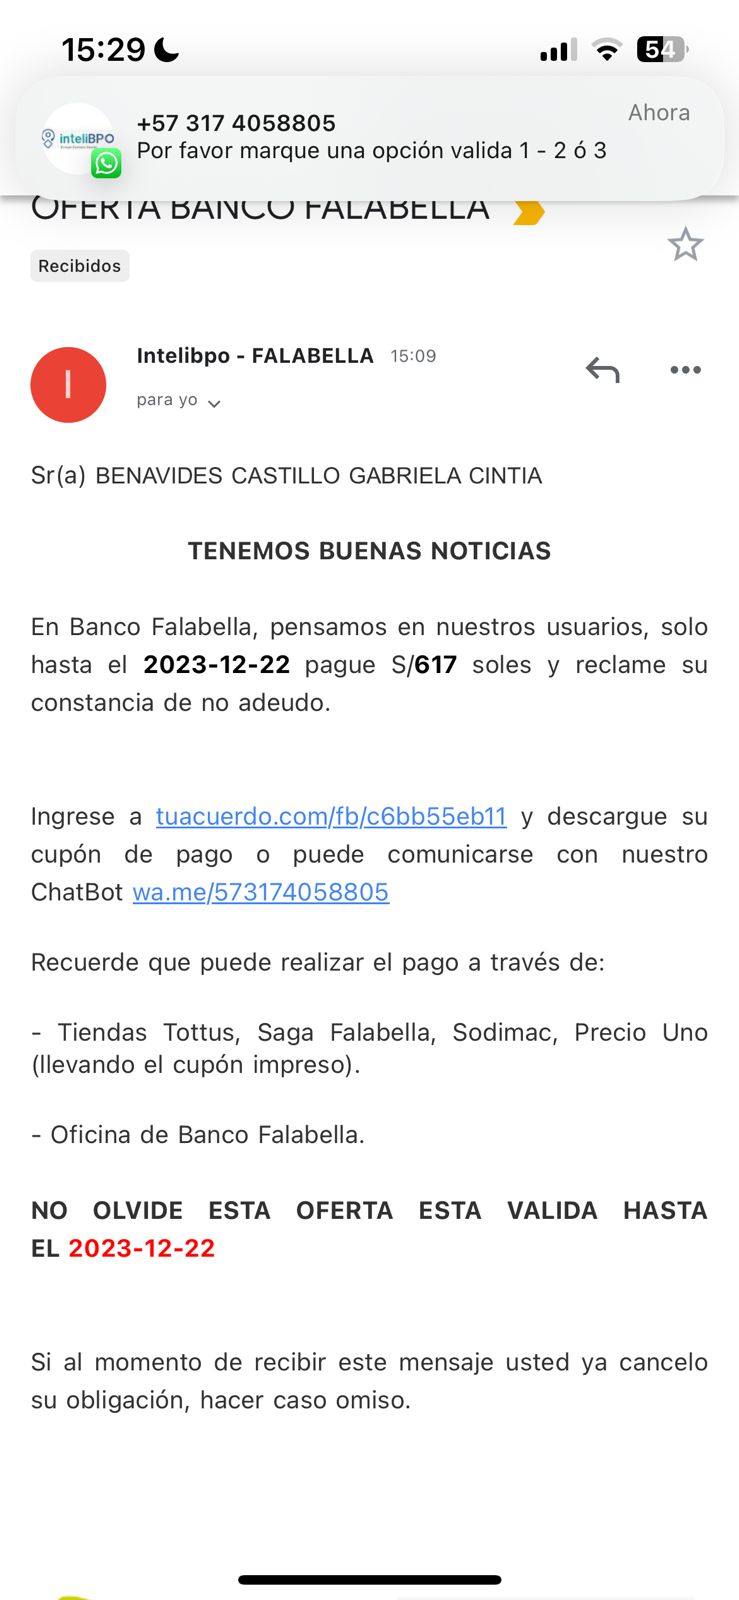 15:29
54
inteliBPO
+57 317 4058805
Ahora
Por favor marque una opción valida 1 - 2 ó 3
OFERTA BANCO FALABELLA
Recibidos
I
Intelibpo - FALABELLA 15:09
para yo
Sr(a) BENAVIDES CASTILLO GABRIELA CINTIA
TENEMOS BUENAS NOTICIAS
En Banco Falabella, pensamos en nuestros usuarios, solo
hasta el 2023-12-22 pague S/617 soles y reclame su
constancia de no adeudo.
Ingrese a tuacuerdo.com/fb/c6bb55eb11 y descargue su
cupón de pago o puede comunicarse con nuestro
ChatBot wa.me/573174058805
Recuerde que puede realizar el pago a través de:
- Tiendas Tottus, Saga Falabella, Sodimac, Precio Uno
(llevando el cupón impreso).
- Oficina de Banco Falabella.
NO OLVIDE ESTA OFERTA ESTA VALIDA HASTA
EL 2023-12-22
Si al momento de recibir este mensaje usted ya cancelo
su obligación, hacer caso omiso.